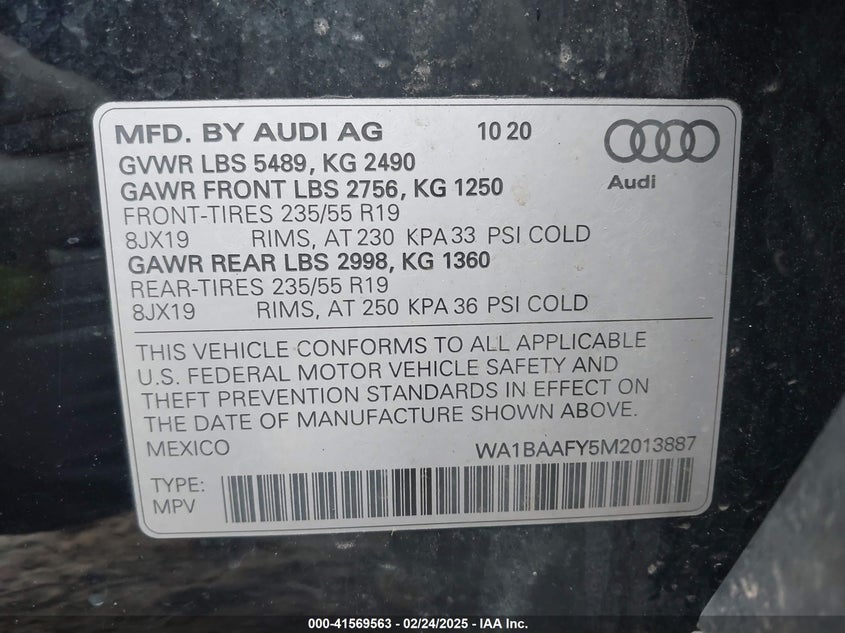 MFD. BY AUDI AG 10 20
GVWR LBS 5489, KG 2490
GAWR FRONT LBS 2756, KG 1250
Audi
FRONT-TIRES 235/55 R19
8JX19 RIMS, AT 230 KPA 33 PSI COLD
GAWR REAR LBS 2998, KG 1360
REAR-TIRES 235/55 R19
8JX19 RIMS, AT 250 KPA 36 PSI COLD
THIS VEHICLE CONFORMS TO ALL APPLICABLE
U.S. FEDERAL MOTOR VEHICLE SAFETY AND
THEFT PREVENTION STANDARDS IN EFFECT ON
THE DATE OF MANUFACTURE SHOWN ABOVE.
MEXICO WA1BAAFY5M2013887
TYPE:
MPV
000-41569563 - 02/24/2025 - IAA Inc.